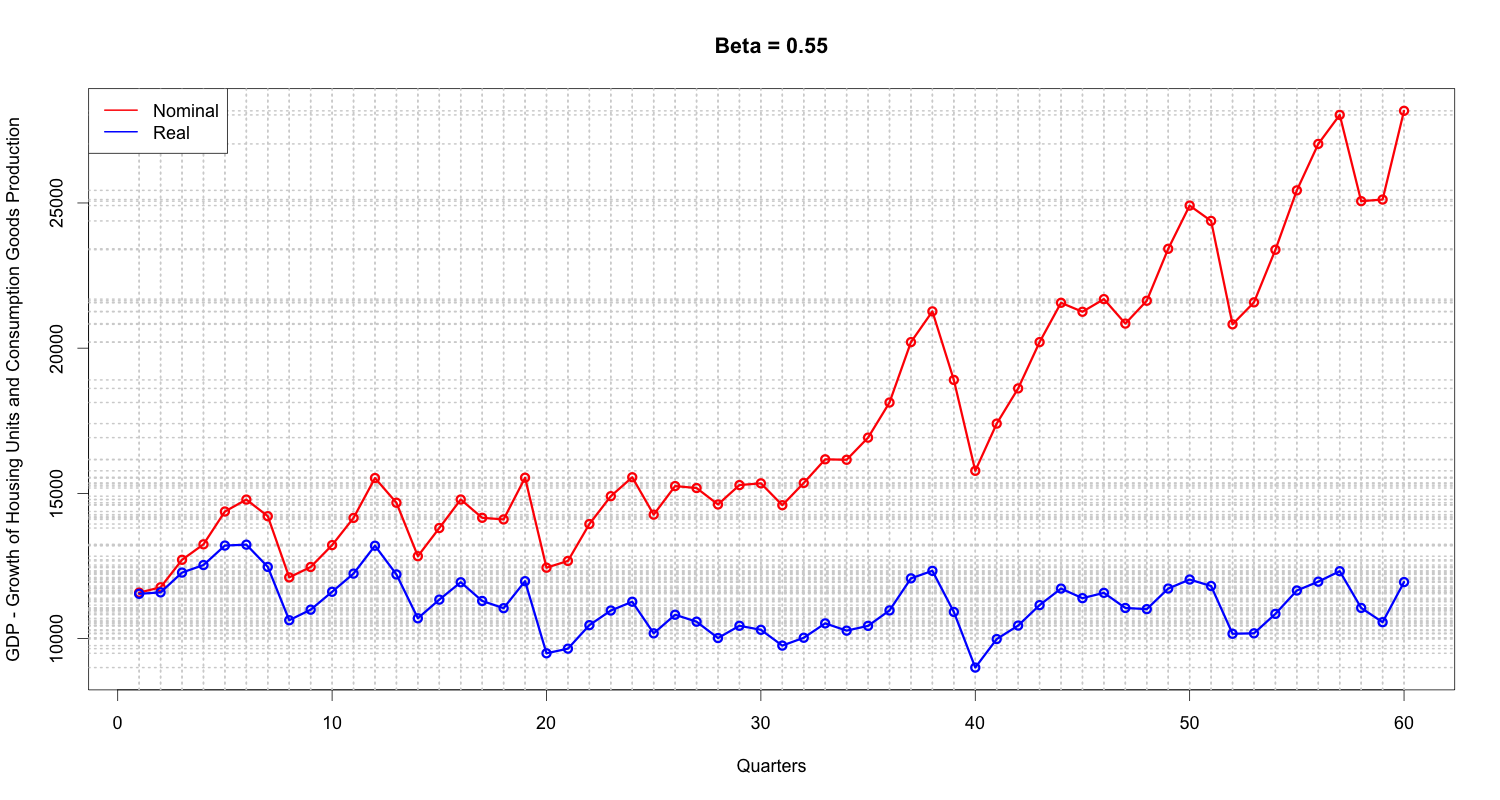 Beta = 0.55
Nominal
Real
GDP - Growth of Housing Units and Consumption Goods Production
25000
20000
15000
10000
0 10 20 30 40 50 60
Quarters